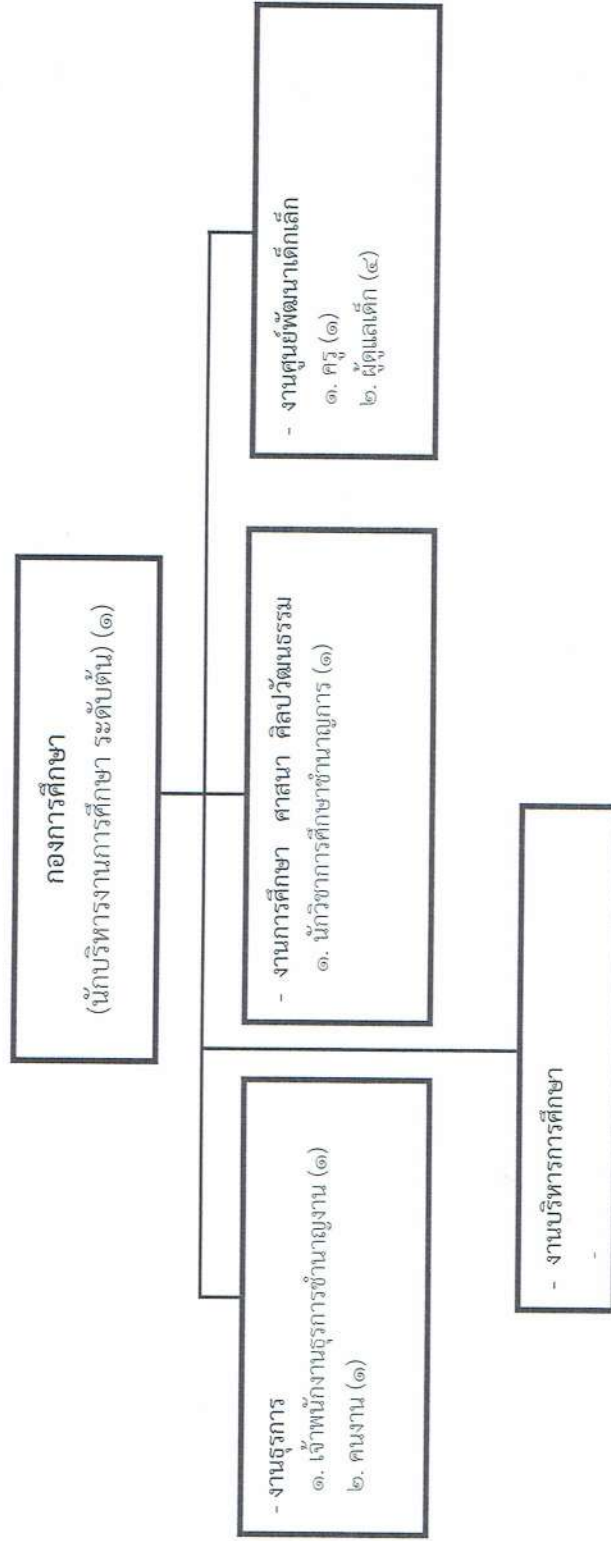 กองการศึกษา
(นักบริหารงานการศึกษา ระดับต้น) (๑)
- งานธุรการ
๑. เจ้าพนักงานธุรการชำนาญงาน (๑)
๒. คนงาน (๑)
- งานการศึกษา ศาสนา ศิลปวัฒนธรรม
๑. นักวิชาการศึกษาชำนาญการ (๑)
- งานศูนย์พัฒนาเด็กเล็ก
๑. ครู (๑)
๒. ผู้ดูแลเด็ก (๔)
- งานบริหารการศึกษา
-